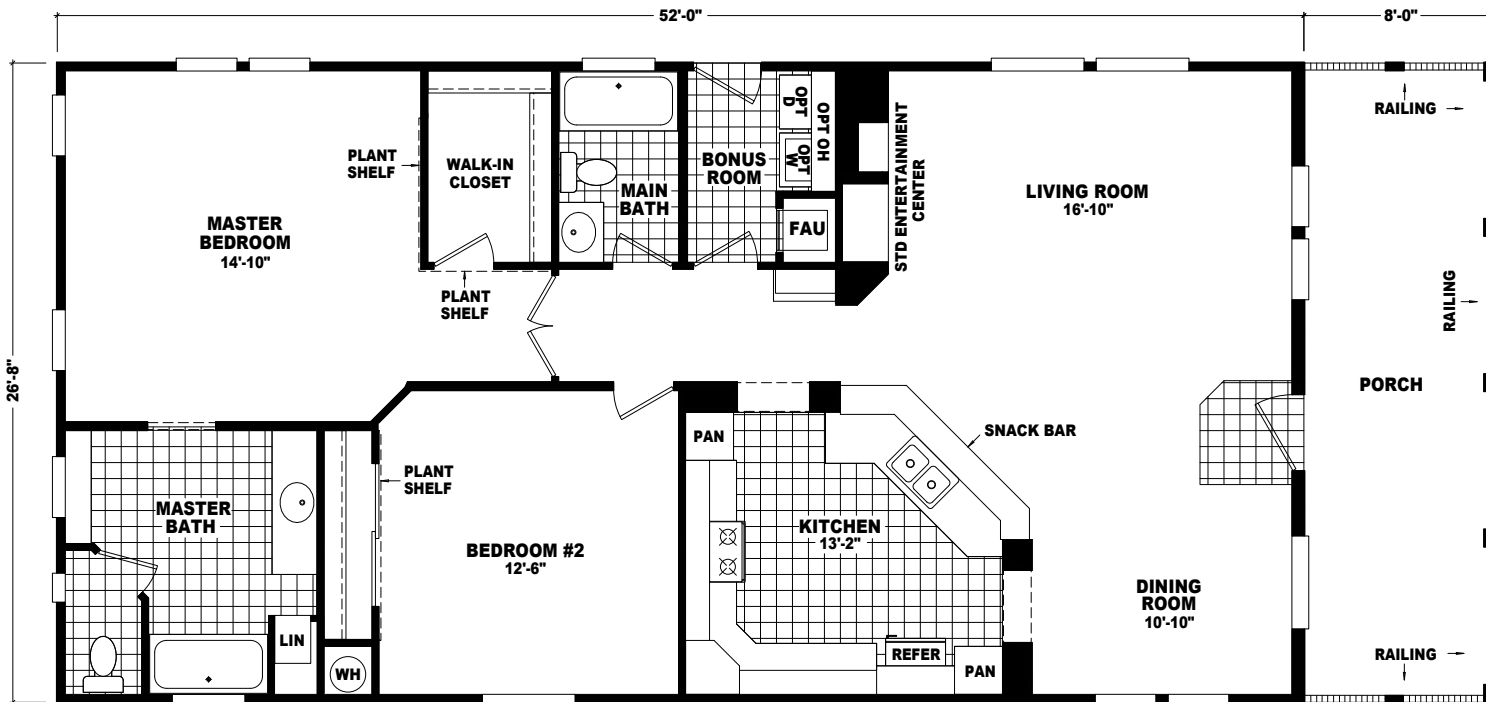 52'-0"
8'-0"
RAILING
PLANT
SHELF
WALK-IN
CLOSET
MAIN
BATH
BONUS
ROOM
OPT
D
OPT
W
OPT OH
FAU
STD ENTERTAINMENT
CENTER
LIVING ROOM
16'-10"
MASTER
BEDROOM
14'-10"
PLANT
SHELF
RAILING
26'-8"
PORCH
PAN
SNACK BAR
PLANT
SHELF
MASTER
BATH
BEDROOM #2
12'-6"
KITCHEN
13'-2"
DINING
ROOM
10'-10"
LIN
WH
REFER
PAN
RAILING